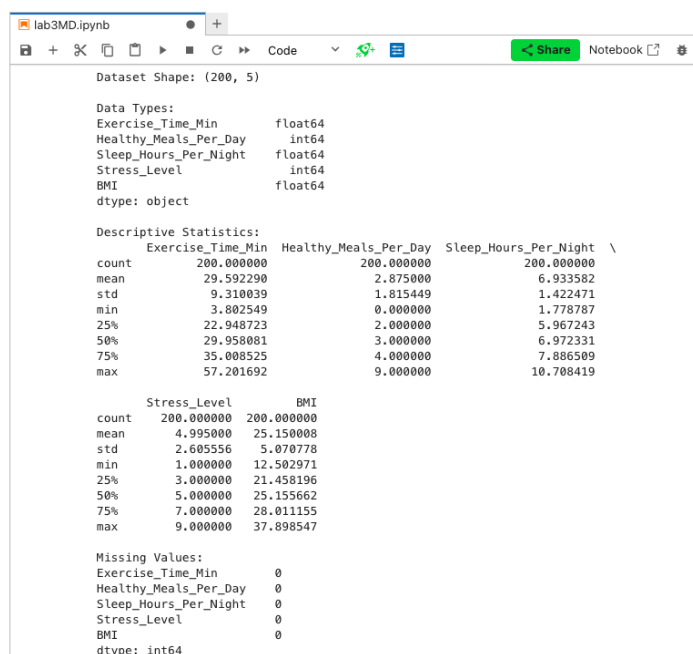 lab3MD.ipynb
Code
Share
Notebook
Dataset Shape: (200, 5)
Data Types:
Exercise_Time_Min float64
Healthy_Meals_Per_Day int64
Sleep_Hours_Per_Night float64
Stress_Level int64
BMI float64
dtype: object
Descriptive Statistics:
Exercise_Time_Min Healthy_Meals_Per_Day Sleep_Hours_Per_Night \
count 200.000000 200.000000 200.000000
mean 29.592290 2.875000 6.933582
std 9.310039 1.815449 1.422471
min 3.802549 0.000000 1.778787
25% 22.948723 2.000000 5.967243
50% 29.958081 3.000000 6.972331
75% 35.008525 4.000000 7.886509
max 57.201692 9.000000 10.708419
Stress_Level BMI
count 200.000000 200.000000
mean 4.995000 25.150008
std 2.605556 5.070778
min 1.000000 12.502971
25% 3.000000 21.458196
50% 5.000000 25.155662
75% 7.000000 28.011155
max 9.000000 37.898547
Missing Values:
Exercise_Time_Min 0
Healthy_Meals_Per_Day 0
Sleep_Hours_Per_Night 0
Stress_Level 0
BMI 0
dtype: int64